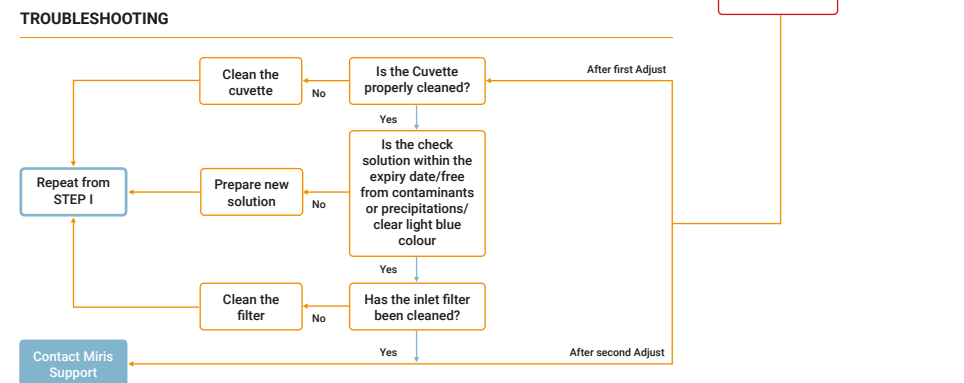 TROUBLESHOOTING
After first Adjust
Clean the
cuvette
No
Is the Cuvette
properly cleaned?
Yes
Is the check
solution within the
expiry date/free
from contaminants
or precipitations/
clear light blue
colour
Repeat from
STEP I
Prepare new
solution
No
Yes
Clean the
filter
No
Has the inlet filter
been cleaned?
Yes
After second Adjust
Contact Miris
Support